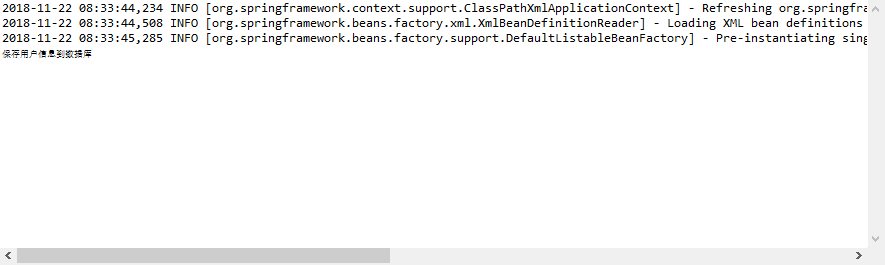 2018-11-22 08:33:44,234 INFO [org.springframework.context.support.ClassPathXmlApplicationContext] - Refreshing org.springfra
2018-11-22 08:33:44,508 INFO [org.springframework.beans.factory.xml.XmlBeanDefinitionReader] - Loading XML bean definitions
2018-11-22 08:33:45,285 INFO [org.springframework.beans.factory.support.DefaultListableBeanFactory] - Pre-instantiating sing
保存用户信息到数据库